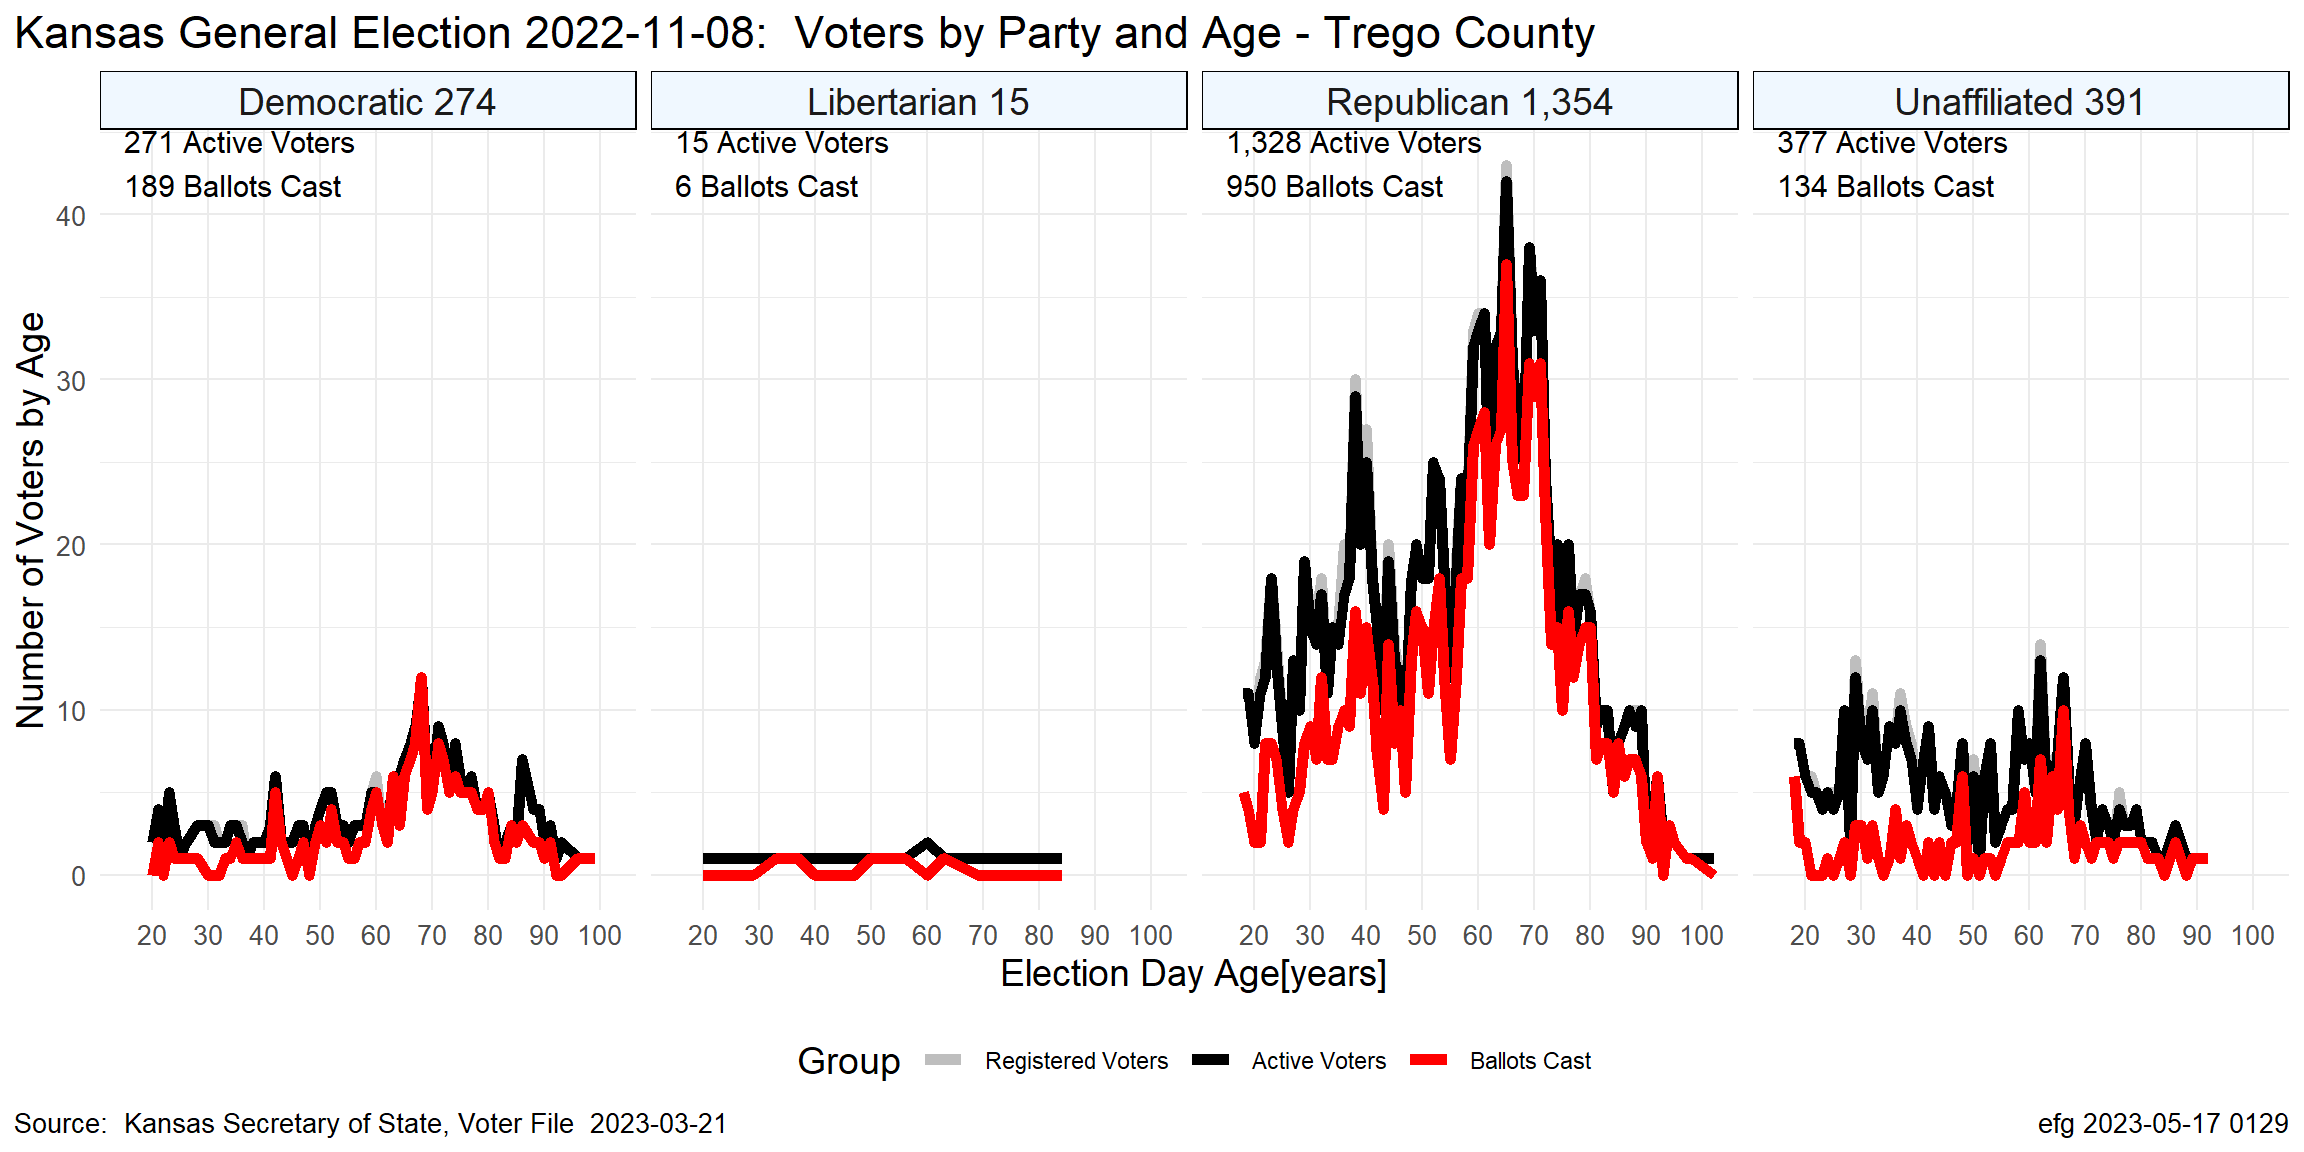 Kansas General Election 2022-11-08:  Voters by Party and Age - Trego County
Democratic 274
Libertarian 15
Republican 1,354
Unaffiliated 391
271 Active Voters
189 Ballots Cast
15 Active Voters
6 Ballots Cast
1,328 Active Voters
950 Ballots Cast
377 Active Voters
134 Ballots Cast
Number of Voters by Age
40
30
20
10
0
20 30 40 50 60 70 80 90 100
20 30 40 50 60 70 80 90 100
20 30 40 50 60 70 80 90 100
20 30 40 50 60 70 80 90 100
Election Day Age[years]
Group Registered Voters Active Voters Ballots Cast
Source:  Kansas Secretary of State, Voter File  2023-03-21
efg 2023-05-17 0129